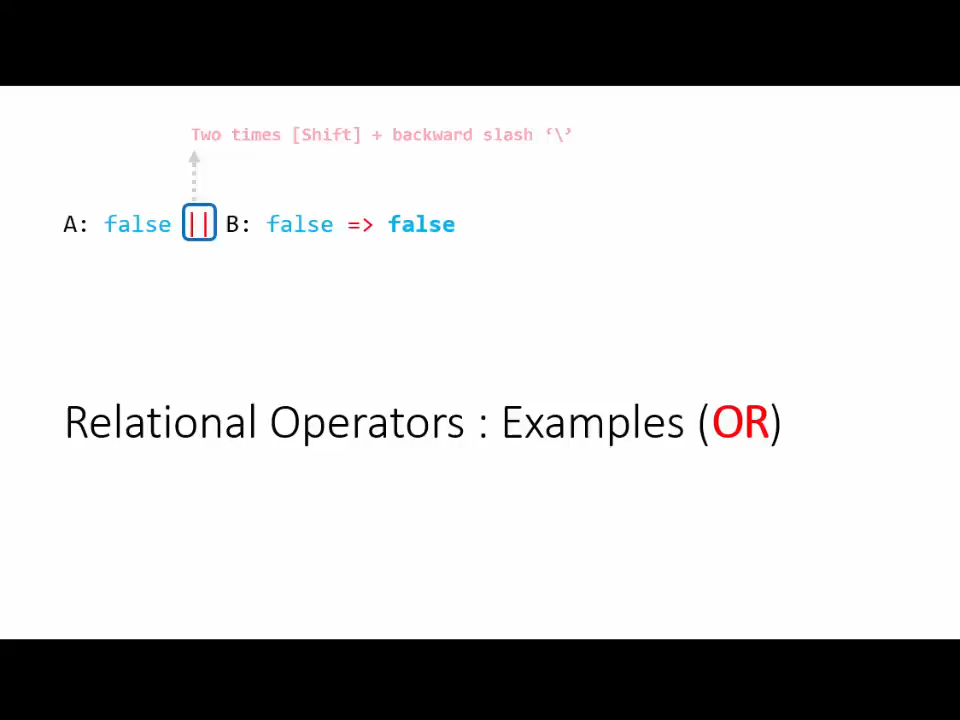 Two times [Shift] + backward slash ‘\’
A: false || B: false => false
Relational Operators : Examples (OR)